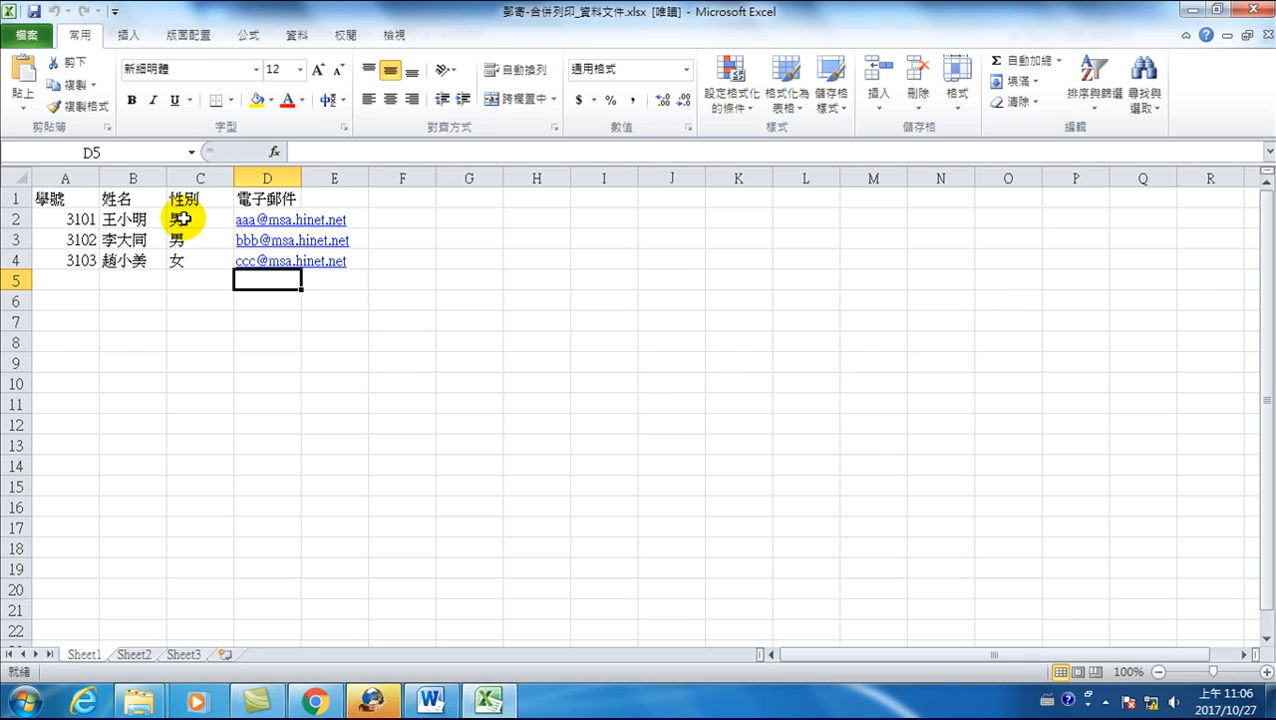 郵寄-合併列印_資料文件.xlsx [唯讀] - Microsoft Excel
檔案 常用 插入 版面配置 公式 資料 校閱 檢視
貼上 剪下 複製 複製格式 剪貼簿
新細明體 12 B I U A A A 中 字型
自動換列 跨欄置中 對齊方式
通用格式 $ % , 數值
設定格式化的條件 格式化為表格 儲存格樣式 樣式
插入 刪除 格式 儲存格
Σ 自動加總 填滿 清除 排序與篩選 尋找與選取 編輯
D5 fx
A B C D E F G H I J K L M N O P Q R
1 學號 姓名 性別 電子郵件
2 3101 王小明 男 aaa@msa.hinet.net
3 3102 李大同 男 bbb@msa.hinet.net
4 3103 趙小美 女 ccc@msa.hinet.net
5
6
7
8
9
10
11
12
13
14
15
16
17
18
19
20
21
22
Sheet1 Sheet2 Sheet3
就緒 100%
上午 11:06
2017/10/27